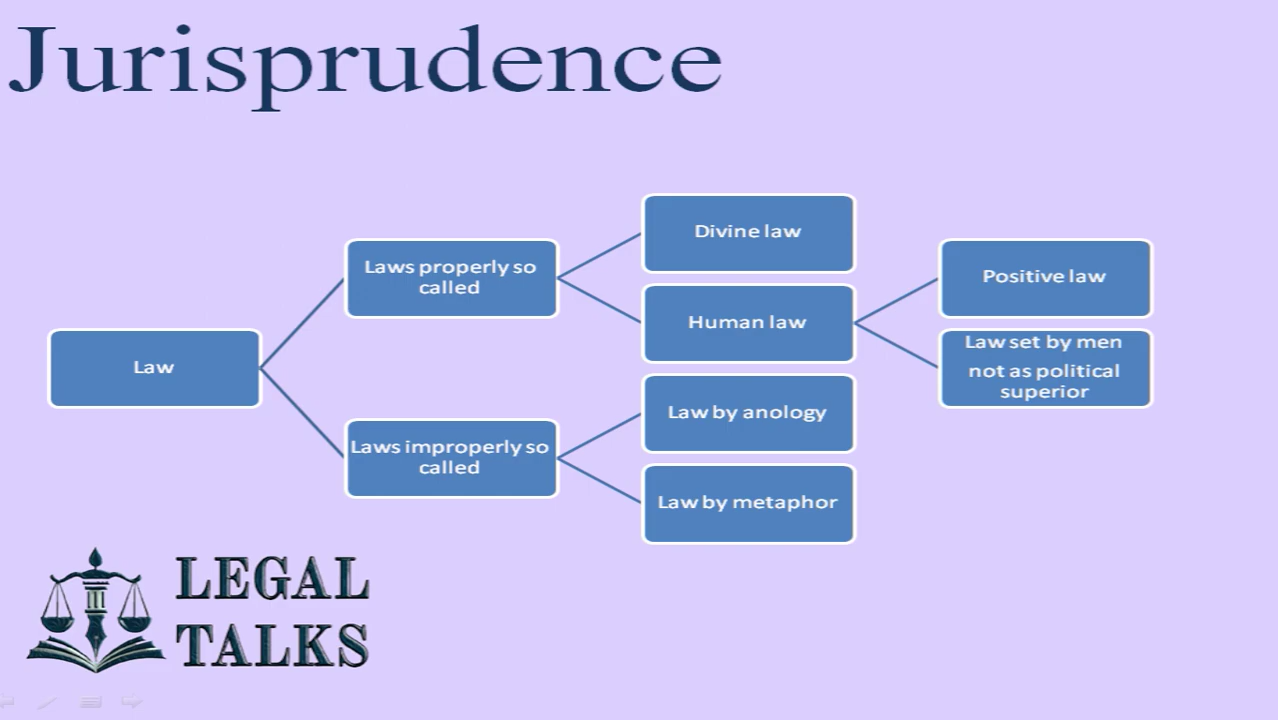 Jurisprudence
Law
Laws properly so
called
Laws improperly so
called
Divine law
Human law
Law by anology
Law by metaphor
Positive law
Law set by men
not as political
superior
LEGAL
TALKS